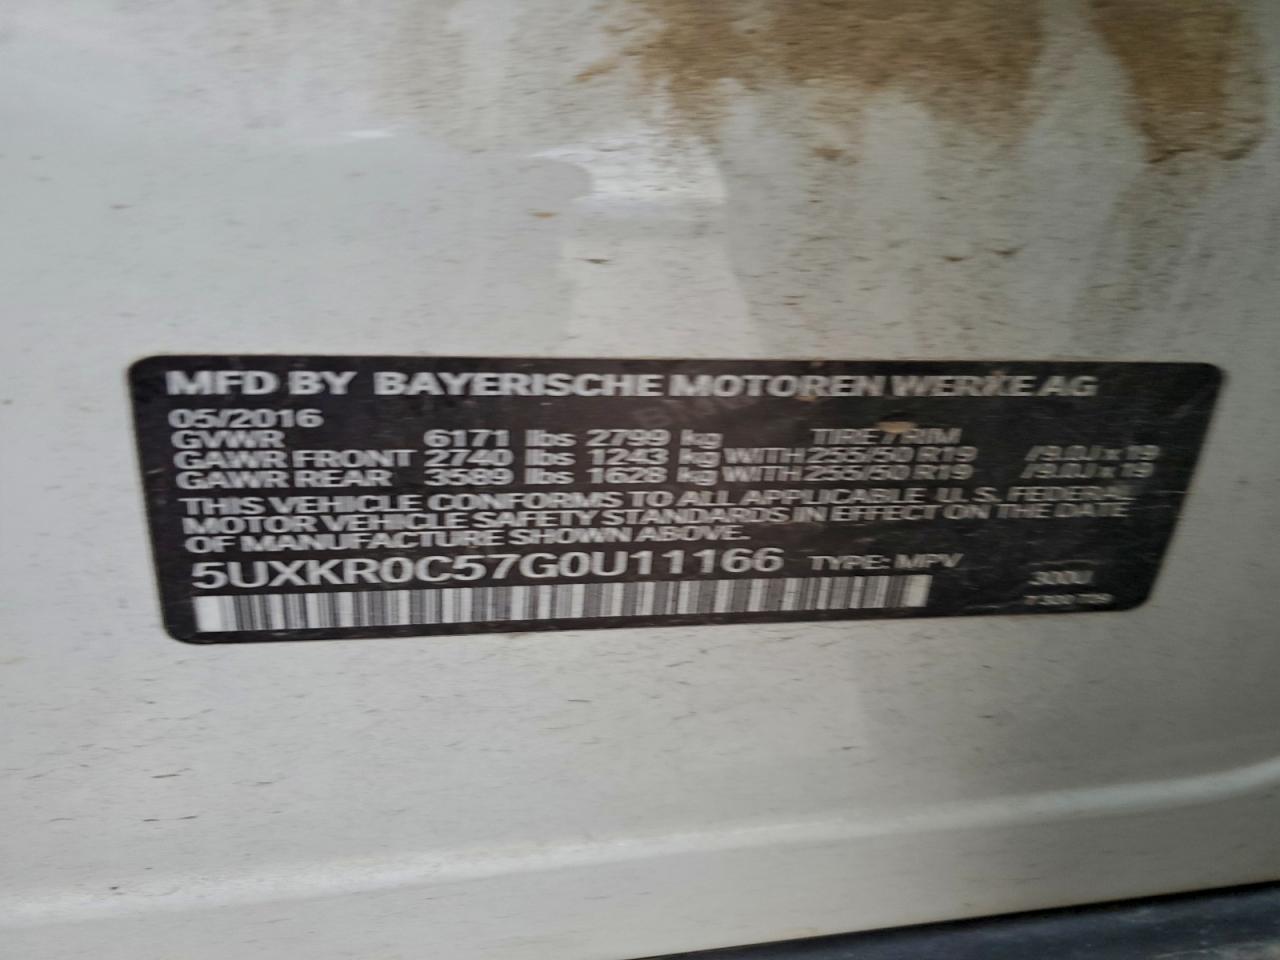 MFD BY BAYERISCHE MOTOREN WERKE AG
05/2016
GVWR 6171 lbs 2799 kg TIRE / RIM
GAWR FRONT 2740 lbs 1243 kg WITH 255/50 R19 /9.0J x 19
GAWR REAR 3589 lbs 1628 kg WITH 255/50 R19 /9.0J x 19
THIS VEHICLE CONFORMS TO ALL APPLICABLE U. S. FEDERAL
MOTOR VEHICLE SAFETY STANDARDS IN EFFECT ON THE DATE
OF MANUFACTURE SHOWN ABOVE.
5UXKR0C57G0U11166 TYPE: MPV